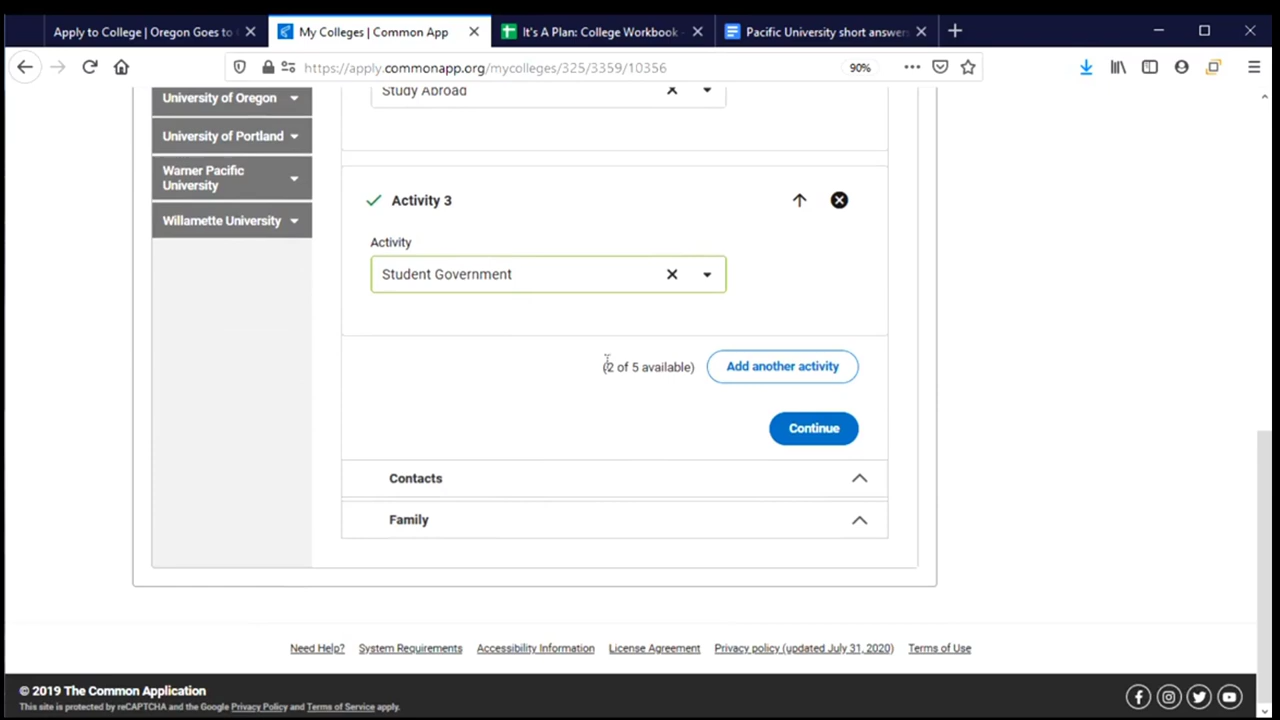 Apply to College | Oregon Goes to
My Colleges | Common App
It's A Plan: College Workbook -
Pacific University short answers
https://apply.commonapp.org/mycolleges/325/3359/10356
90%
Study Abroad
University of Oregon
University of Portland
Warner Pacific
University
Willamette University
Activity 3
Activity
Student Government
(2 of 5 available)
Add another activity
Continue
Contacts
Family
Need Help? System Requirements Accessibility Information License Agreement Privacy policy (updated July 31, 2020) Terms of Use
© 2019 The Common Application
This site is protected by reCAPTCHA and the Google Privacy Policy and Terms of Service apply.